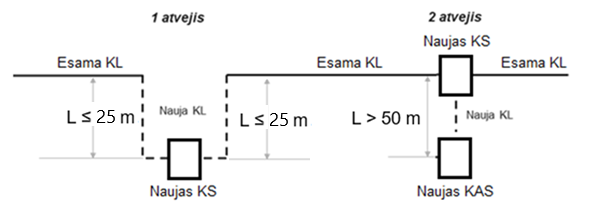 1 atvejis
2 atvejis
Naujas KS
Esama KL
Esama KL
Esama KL
L ≤ 25 m
Nauja KL
L ≤ 25 m
L > 50 m
Nauja KL
Naujas KS
Naujas KAS